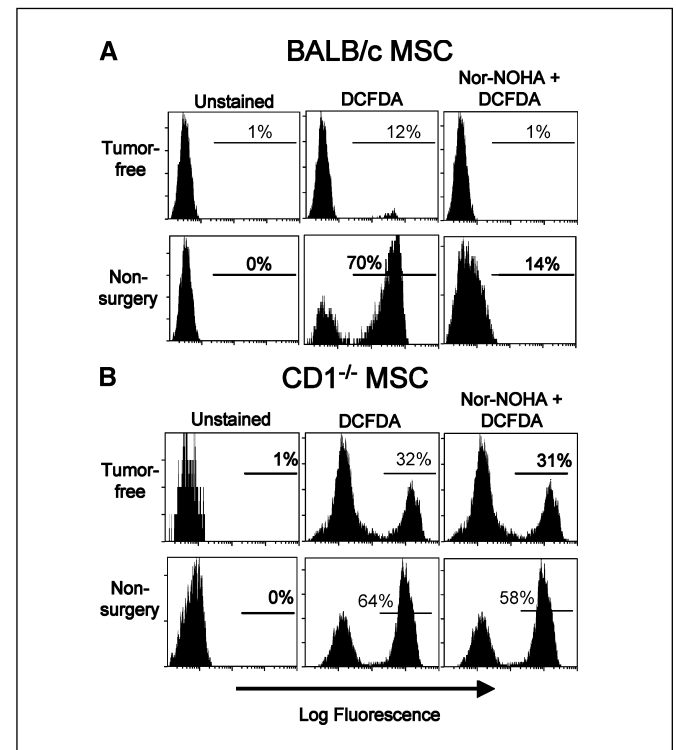 A
BALB/c MSC
Unstained
DCFDA
Nor-NOHA +
DCFDA
Tumor-
free
1%
12%
1%
Non-
surgery
0%
70%
14%
B
CD1-/- MSC
Unstained
DCFDA
Nor-NOHA +
DCFDA
Tumor-
free
1%
32%
31%
Non-
surgery
0%
64%
58%
Log Fluorescence